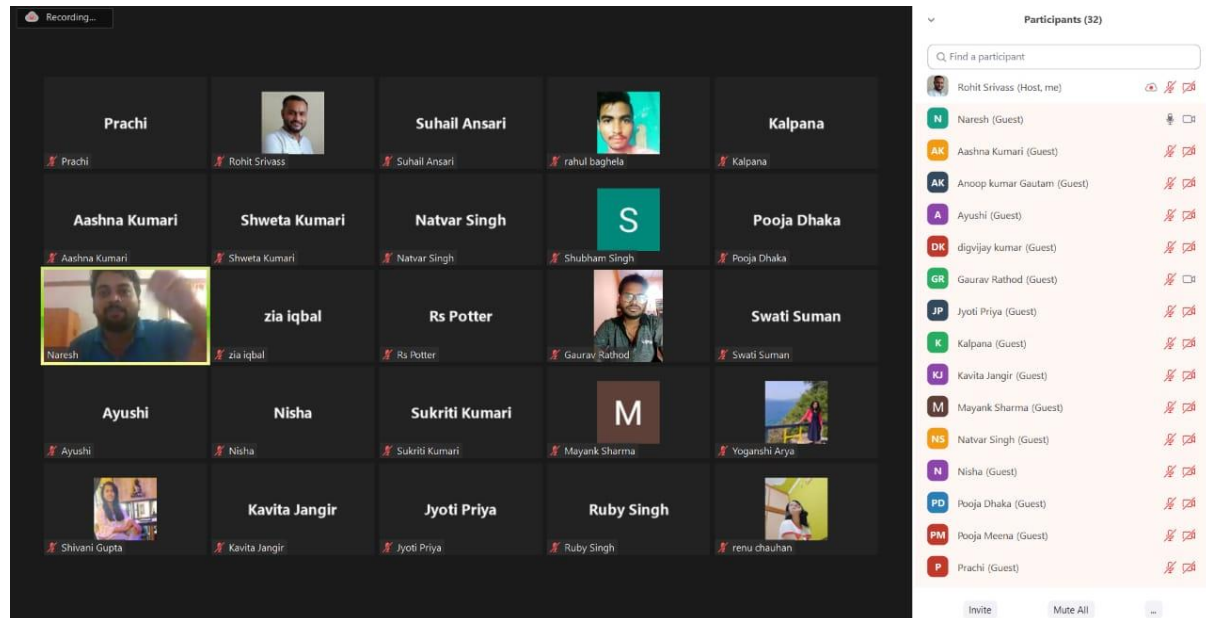 Recording...
Prachi
Prachi
Rohit Srivass
Suhail Ansari
Suhail Ansari
rahul baghela
Kalpana
Kalpana
Aashna Kumari
Aashna Kumari
Shweta Kumari
Shweta Kumari
Natvar Singh
Natvar Singh
S
Shubham Singh
Pooja Dhaka
Pooja Dhaka
Naresh
zia iqbal
zia iqbal
Rs Potter
Rs Potter
Gaurav Rathod
Swati Suman
Swati Suman
Ayushi
Ayushi
Nisha
Nisha
Sukriti Kumari
Sukriti Kumari
M
Mayank Sharma
Yoganshi Arya
Shivani Gupta
Kavita Jangir
Kavita Jangir
Jyoti Priya
Jyoti Priya
Ruby Singh
Ruby Singh
renu chauhan
Participants (32)
Find a participant
Rohit Srivass (Host, me)
N Naresh (Guest)
AK Aashna Kumari (Guest)
AK Anoop kumar Gautam (Guest)
A Ayushi (Guest)
DK digvijay kumar (Guest)
GR Gaurav Rathod (Guest)
JP Jyoti Priya (Guest)
K Kalpana (Guest)
KJ Kavita Jangir (Guest)
M Mayank Sharma (Guest)
NS Natvar Singh (Guest)
N Nisha (Guest)
PD Pooja Dhaka (Guest)
PM Pooja Meena (Guest)
P Prachi (Guest)
Invite Mute All ...